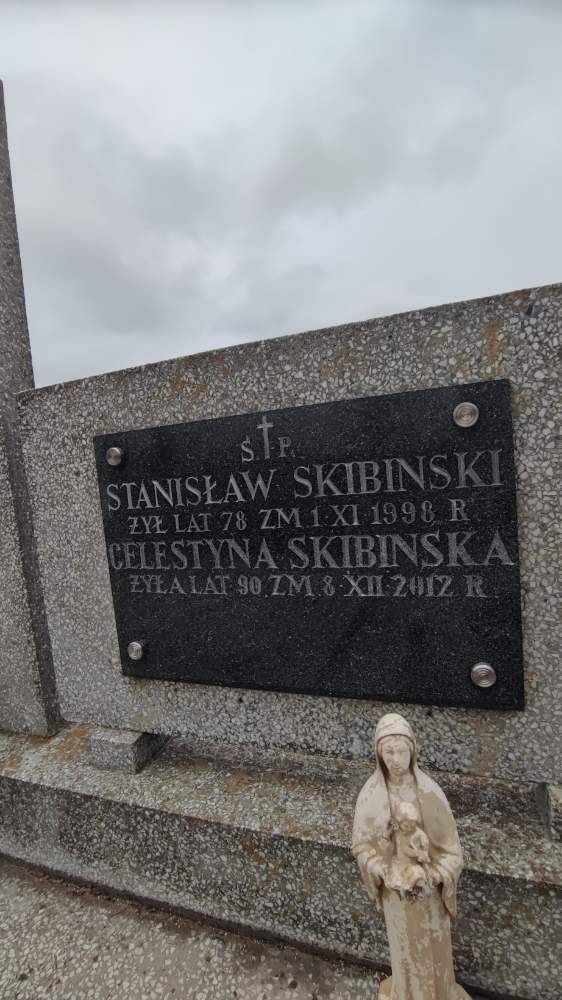 Ś P
STANISŁAW SKIBINSKI
ŻYŁ LAT 78 ZM 1 XI 1998 R
CELESTYNA SKIBINSKA
ŻYŁA LAT 90 ZM 8 XII 2012 R